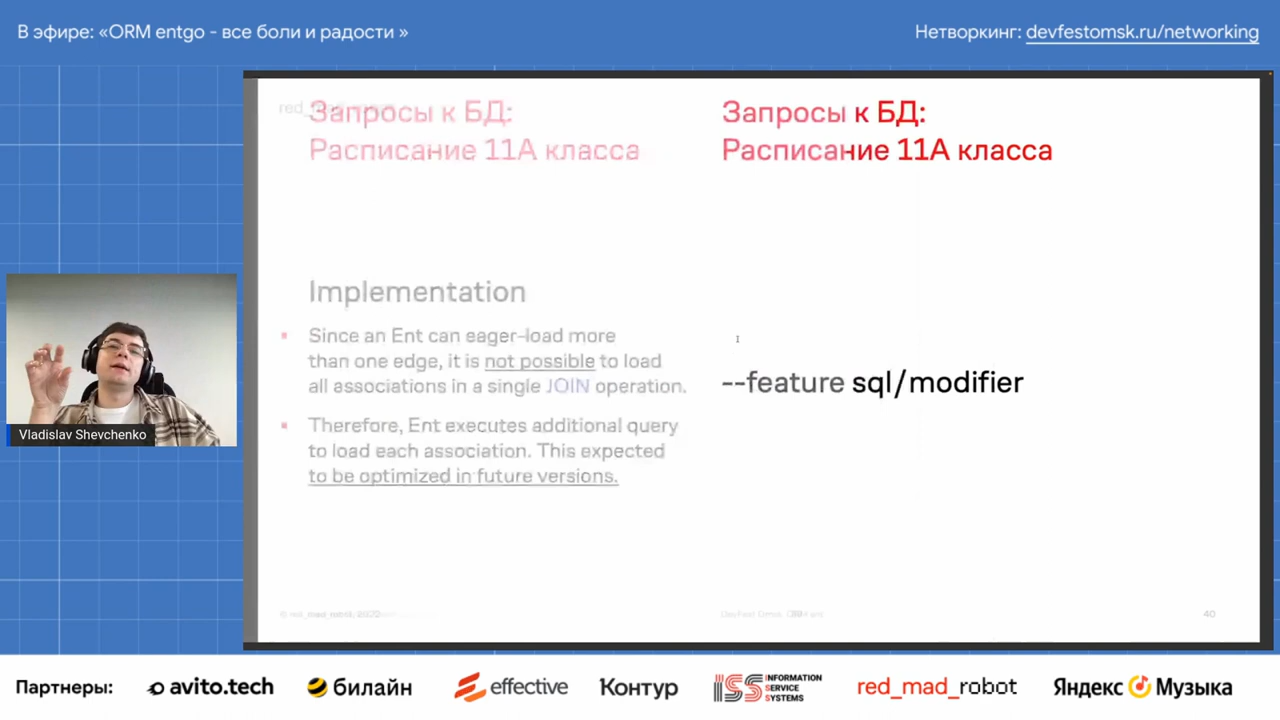 В эфире: «ORM entgo - все боли и радости »
Нетворкинг: devfestomsk.ru/networking
Запросы к БД:
Расписание 11А класса
Implementation
Since an Ent can eager-load more
than one edge, it is not possible to load
all associations in a single JOIN operation.
Therefore, Ent executes additional query
to load each association. This expected
to be optimized in future versions.
Запросы к БД:
Расписание 11А класса
--feature sql/modifier
40
Vladislav Shevchenko
Партнеры:
avito.tech
билайн
effective
Контур
ISS INFORMATION
SERVICE
SYSTEMS
red_mad_robot
Яндекс Музыка